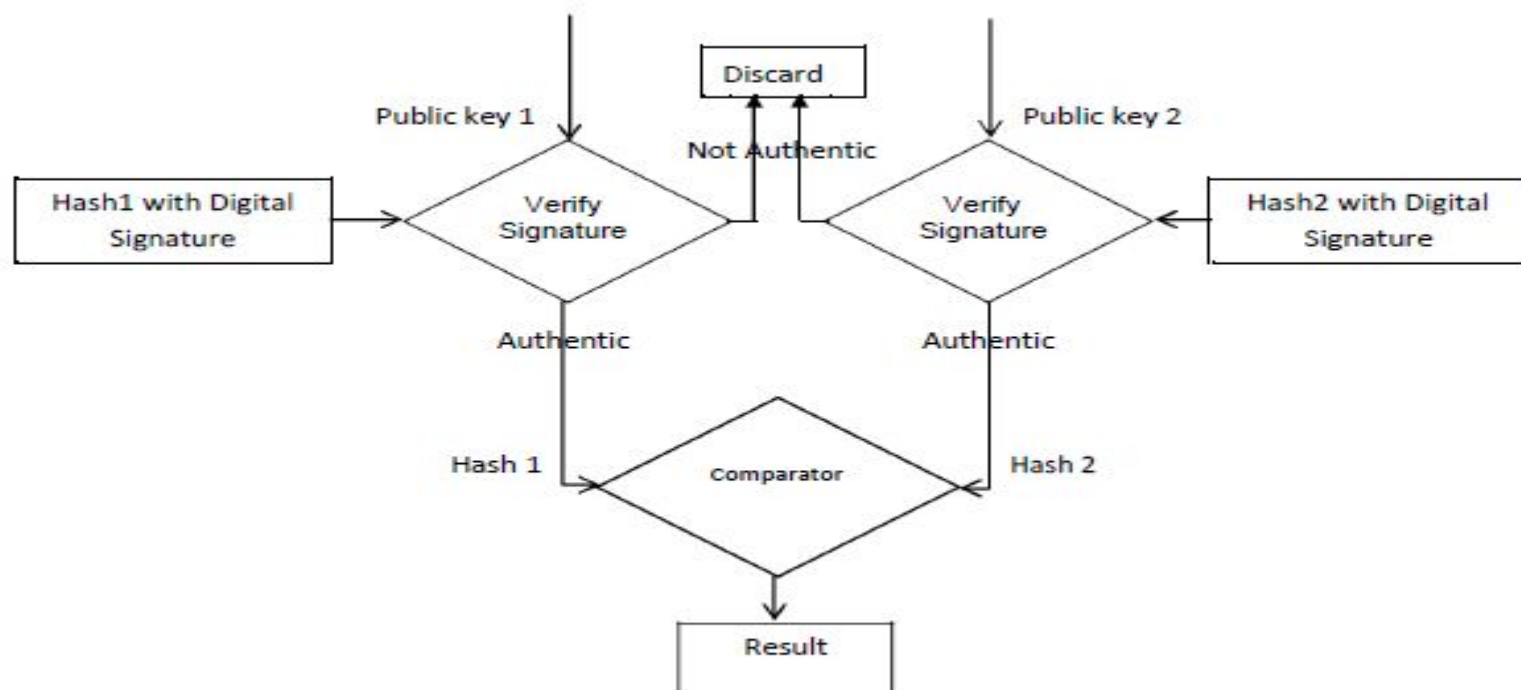 Discard
Public key 1
Public key 2
Not Authentic
Hash1 with Digital
Signature
Verify
Signature
Verify
Signature
Hash2 with Digital
Signature
Authentic
Authentic
Hash 1
Comparator
Hash 2
Result